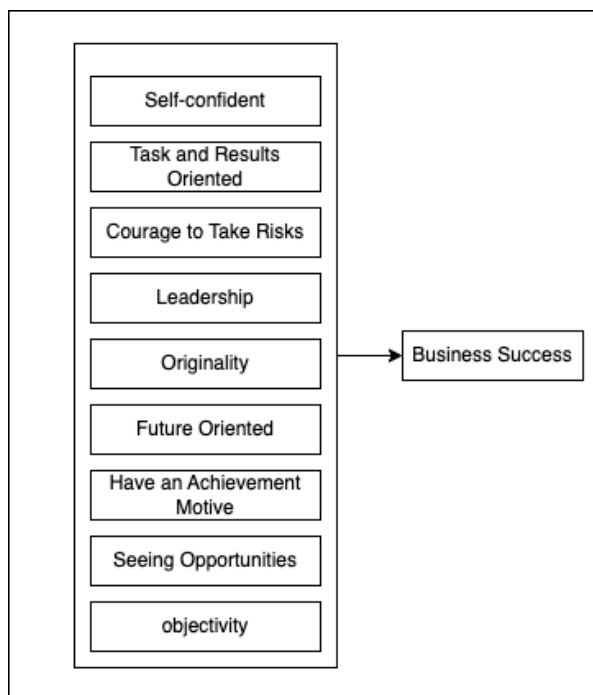 Self-confident
Task and Results
Oriented
Courage to Take Risks
Leadership
Originality
Future Oriented
Have an Achievement
Motive
Seeing Opportunities
objectivity
Business Success